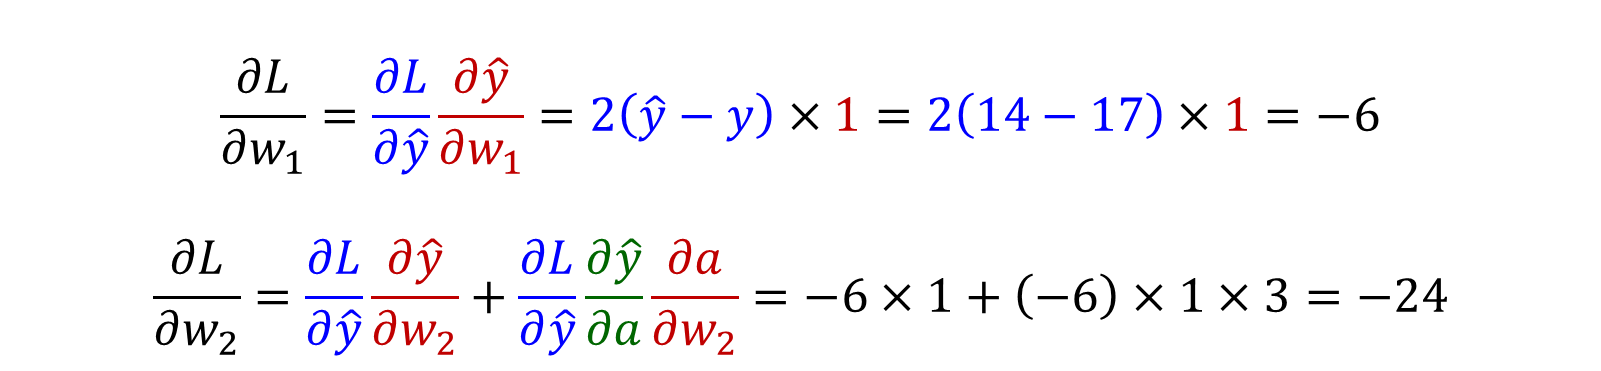 ∂L/∂w₁ = ∂L/∂ŷ ∂ŷ/∂w₁ = 2(ŷ − y) × 1 = 2(14 − 17) × 1 = −6
∂L/∂w₂ = ∂L/∂ŷ ∂ŷ/∂w₂ + ∂L/∂ŷ ∂ŷ/∂a ∂a/∂w₂ = −6 × 1 + (−6) × 1 × 3 = −24